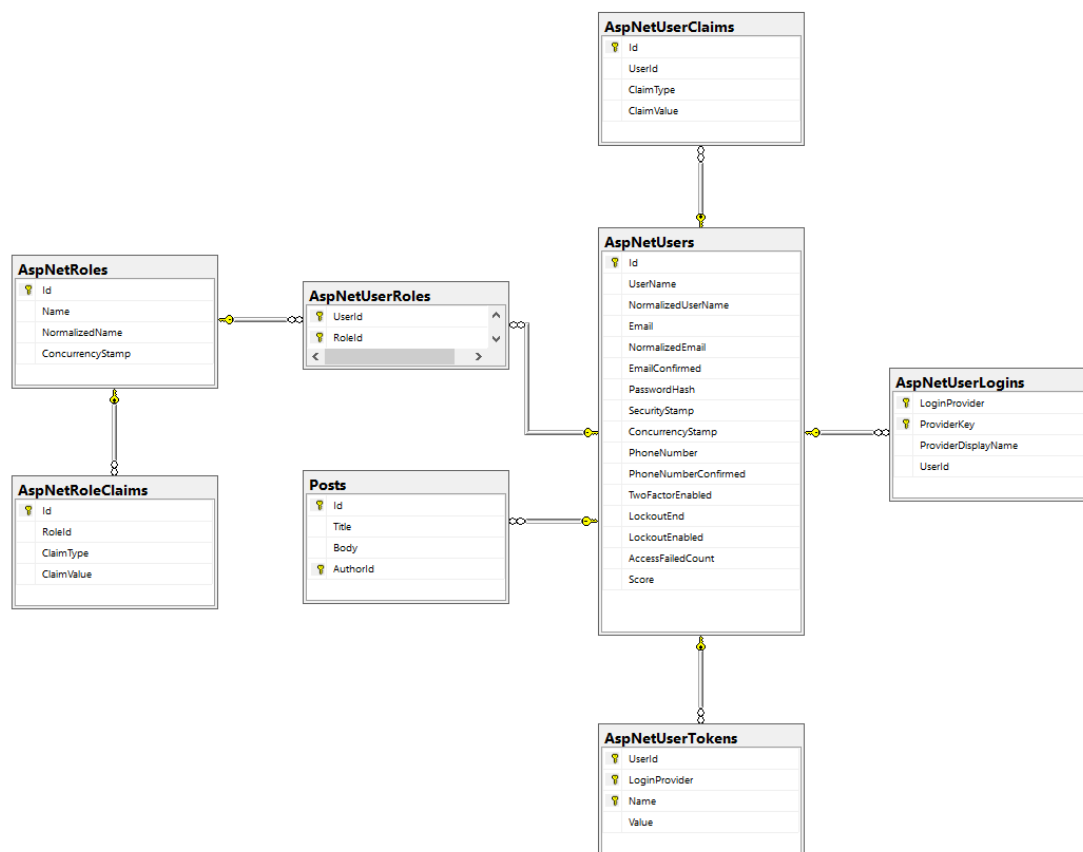 AspNetUserClaims
Id
UserId
ClaimType
ClaimValue
AspNetUsers
Id
UserName
NormalizedUserName
Email
NormalizedEmail
EmailConfirmed
PasswordHash
SecurityStamp
ConcurrencyStamp
PhoneNumber
PhoneNumberConfirmed
TwoFactorEnabled
LockoutEnd
LockoutEnabled
AccessFailedCount
Score
AspNetRoles
Id
Name
NormalizedName
ConcurrencyStamp
AspNetUserRoles
UserId
RoleId
AspNetUserLogins
LoginProvider
ProviderKey
ProviderDisplayName
UserId
AspNetRoleClaims
Id
RoleId
ClaimType
ClaimValue
Posts
Id
Title
Body
AuthorId
AspNetUserTokens
UserId
LoginProvider
Name
Value